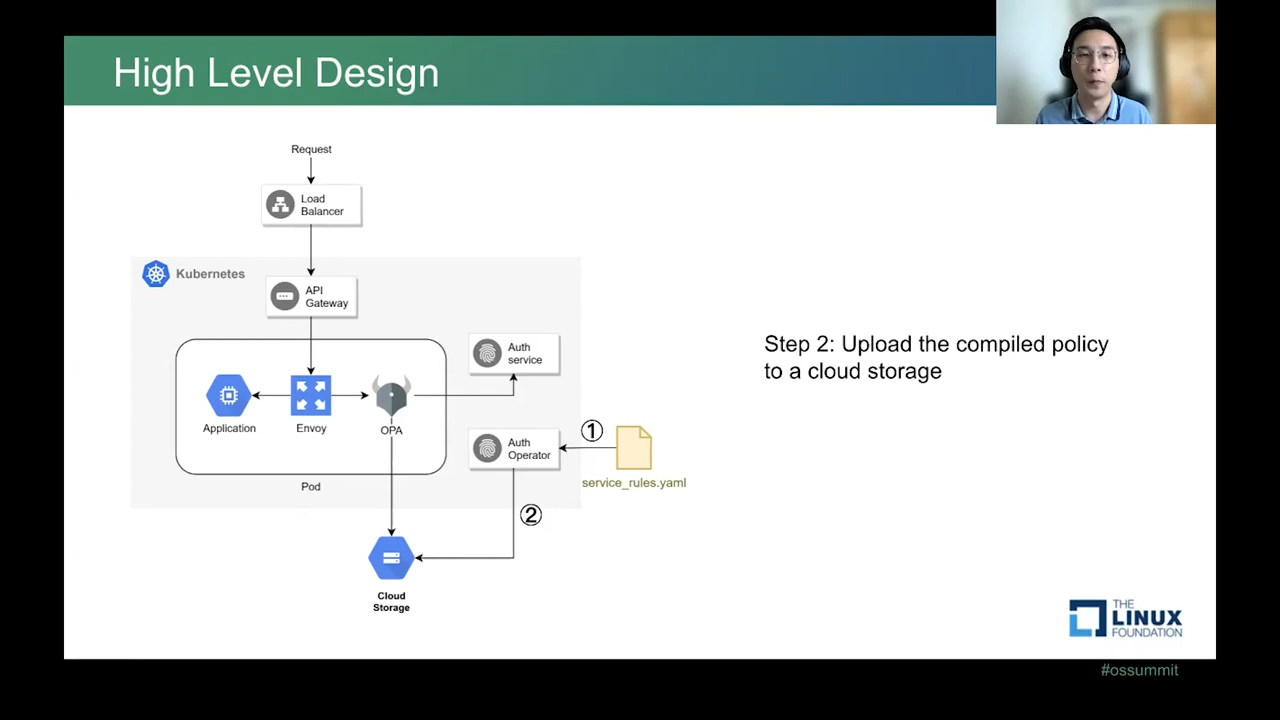 High Level Design
Request
Load
Balancer
Kubernetes
API
Gateway
Auth
service
Application
Envoy
OPA
Auth
Operator
①
service_rules.yaml
Pod
②
Cloud
Storage
Step 2: Upload the compiled policy
to a cloud storage
THE
LINUX
FOUNDATION
#ossummit